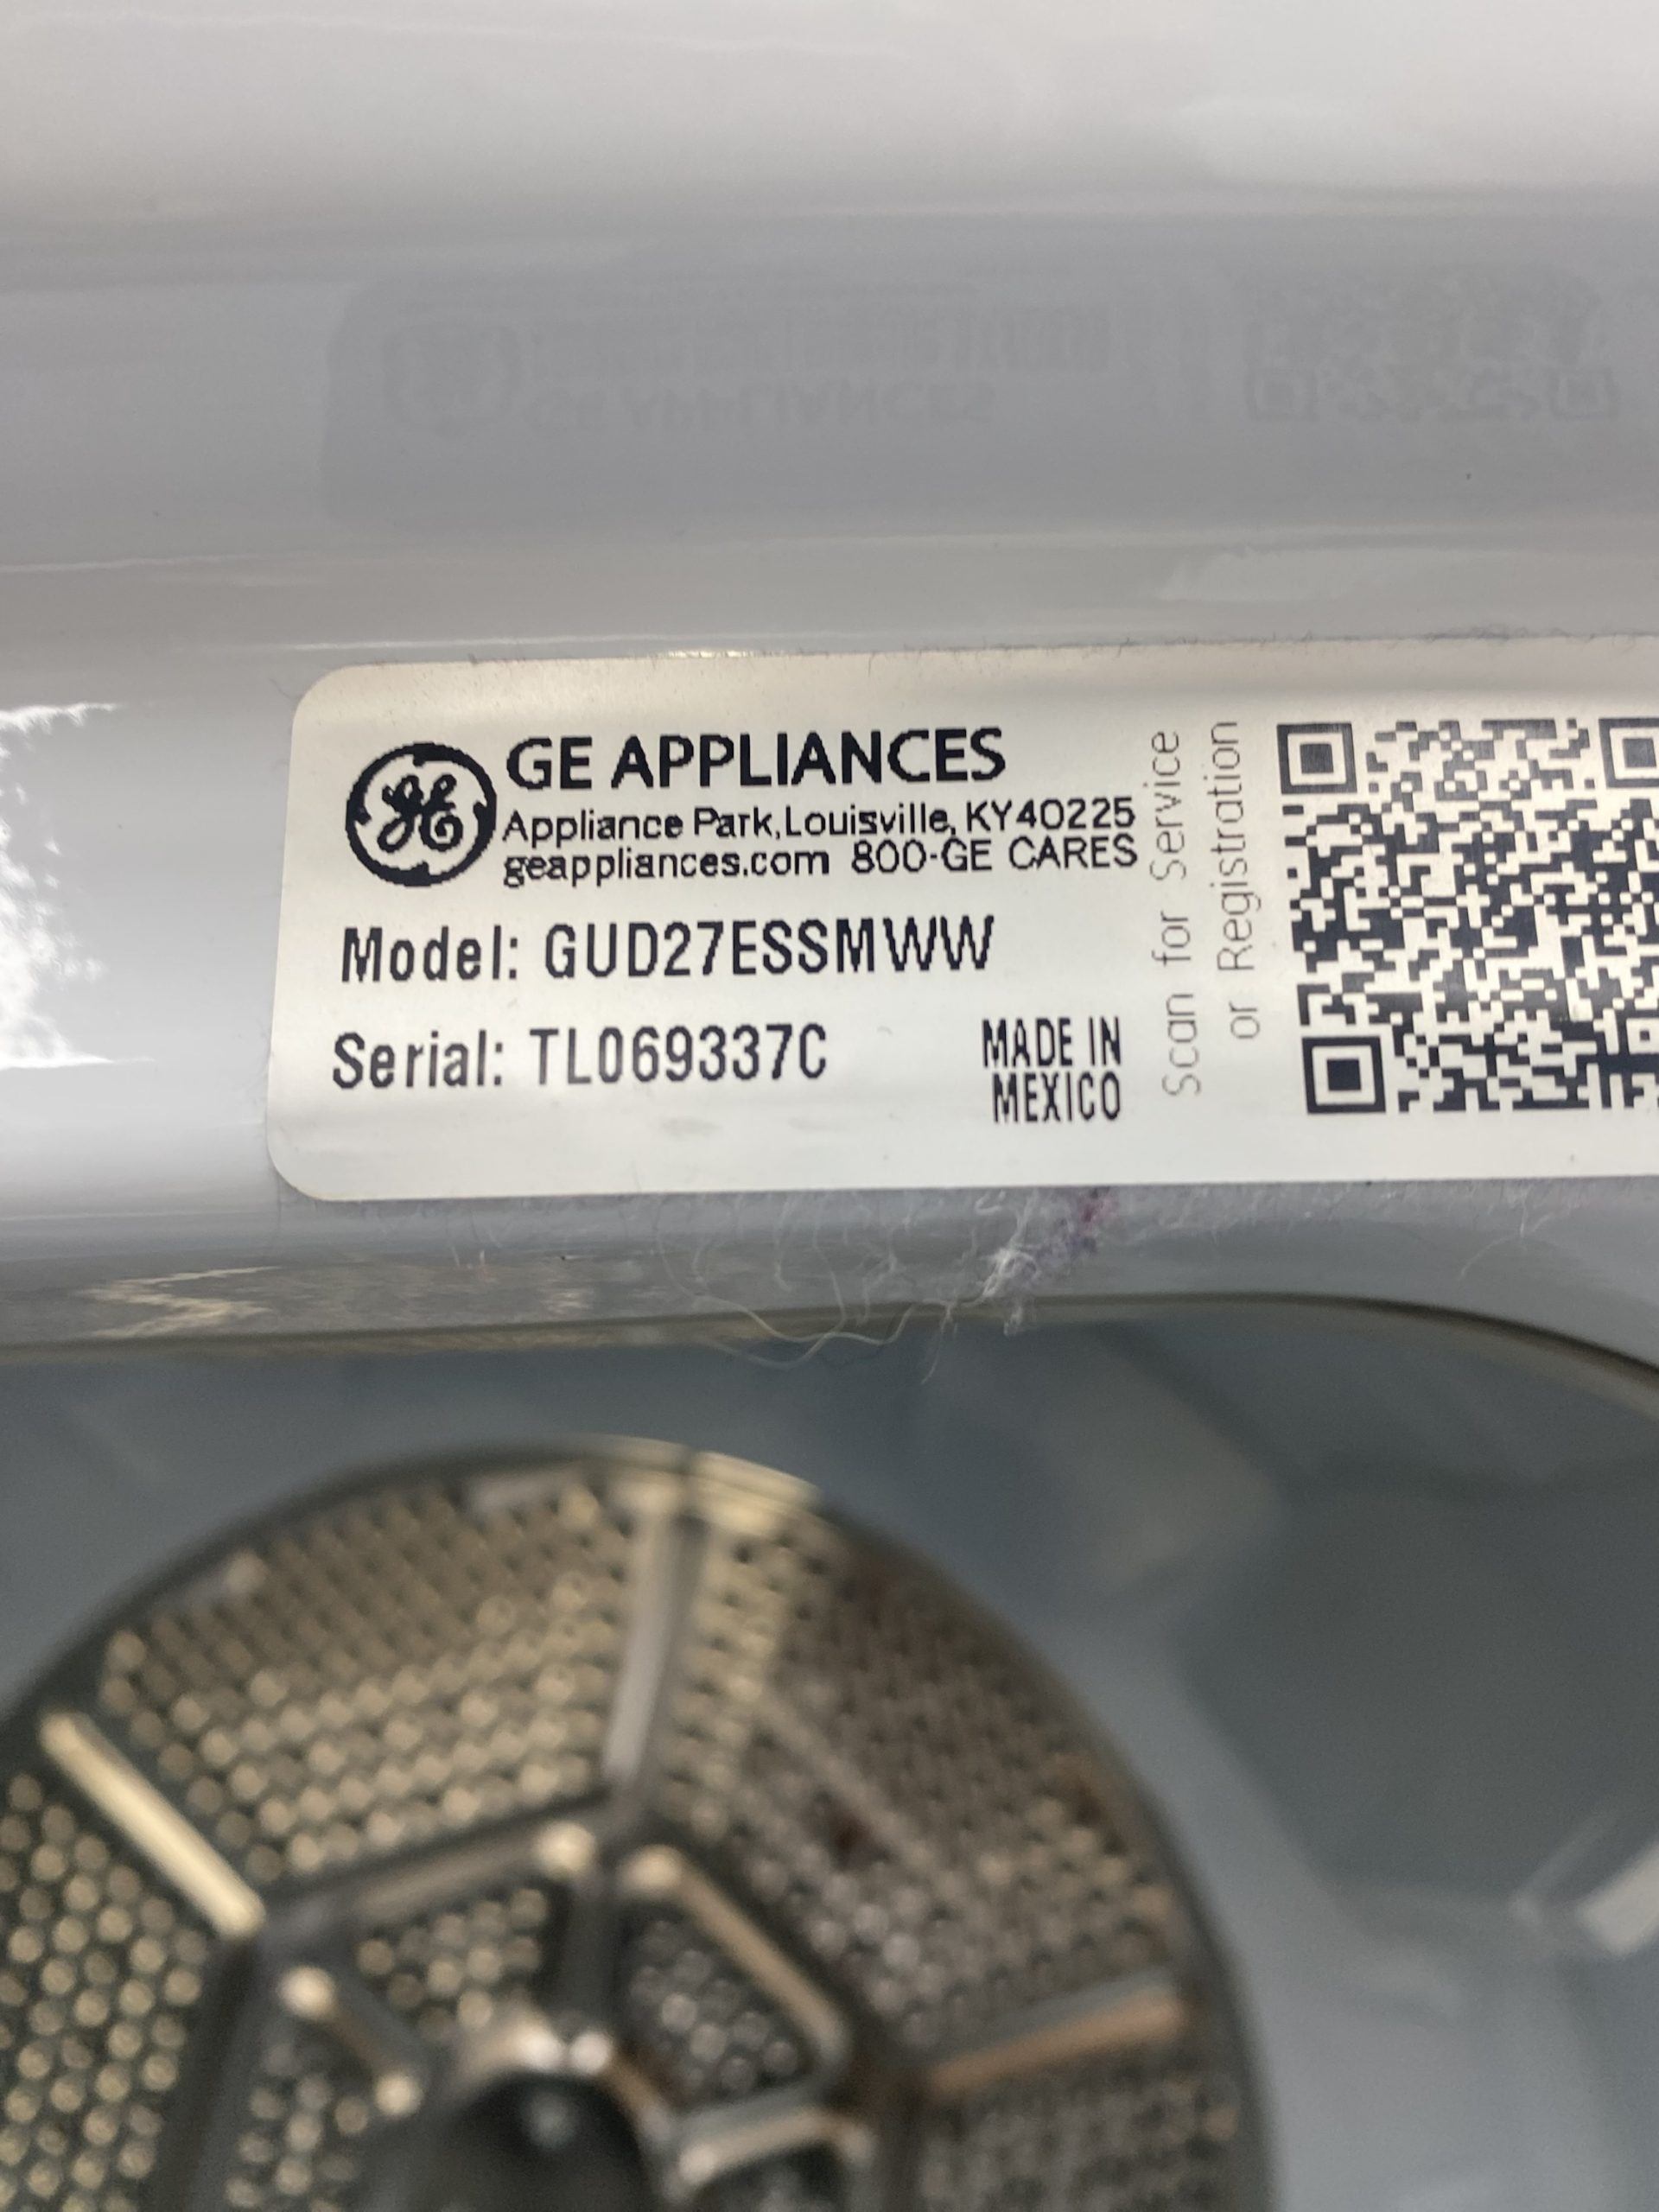 GE
GE APPLIANCES
Appliance Park, Louisville, KY 40225
geappliances.com 800-GE CARES
Model: GUD27ESSMWW
Serial: TL069337C
MADE IN
MEXICO
Scan for Service
or Registration